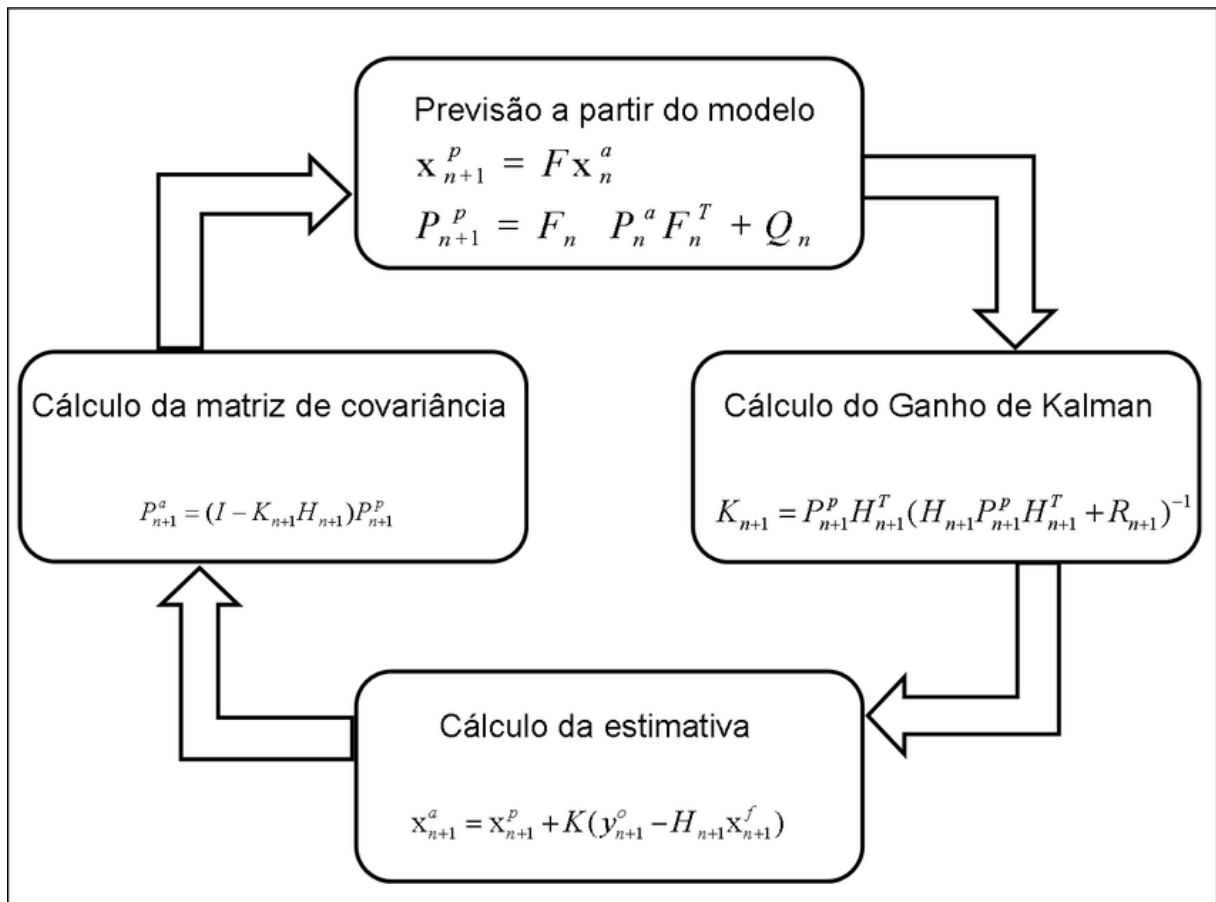 Previsão a partir do modelo
x^p_{n+1} = F x^a_n
P^p_{n+1} = F_n P^a_n F^T_n + Q_n
Cálculo do Ganho de Kalman
K_{n+1} = P^p_{n+1} H^T_{n+1} (H_{n+1} P^p_{n+1} H^T_{n+1} + R_{n+1})^{-1}
Cálculo da estimativa
x^a_{n+1} = x^p_{n+1} + K(y^o_{n+1} − H_{n+1} x^f_{n+1})
Cálculo da matriz de covariância
P^a_{n+1} = (I − K_{n+1} H_{n+1}) P^p_{n+1}